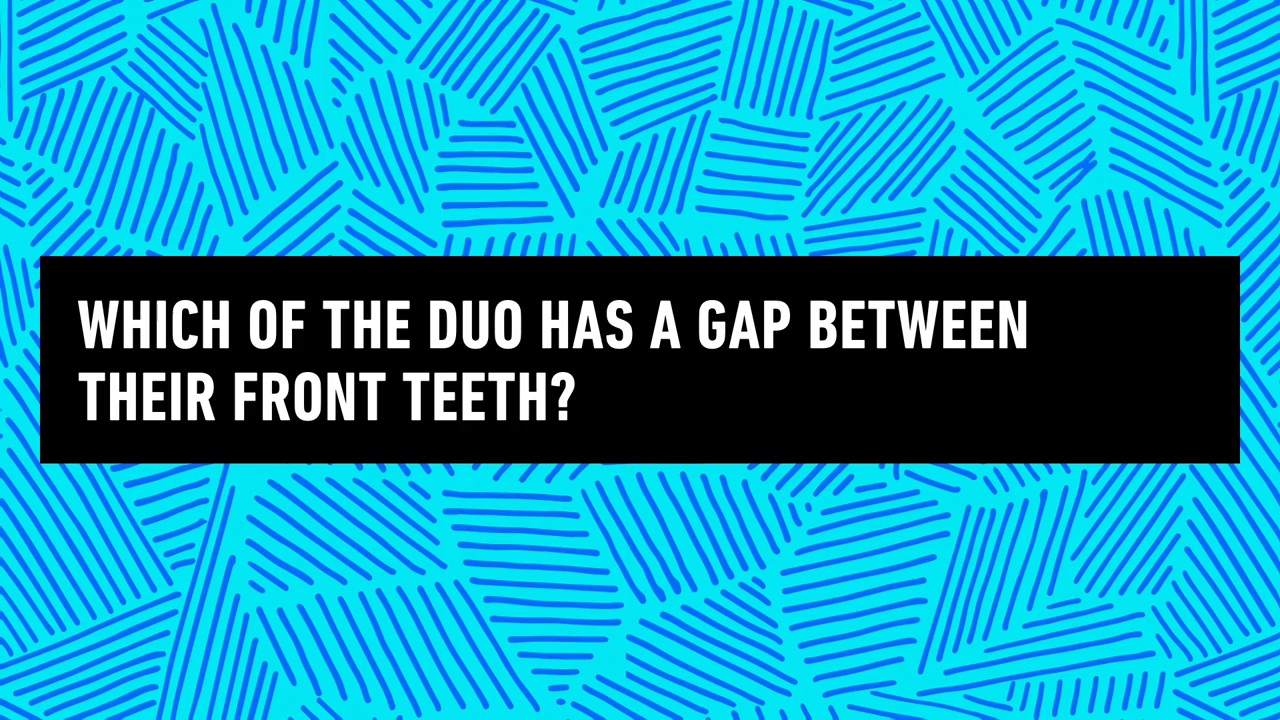 WHICH OF THE DUO HAS A GAP BETWEEN
THEIR FRONT TEETH?